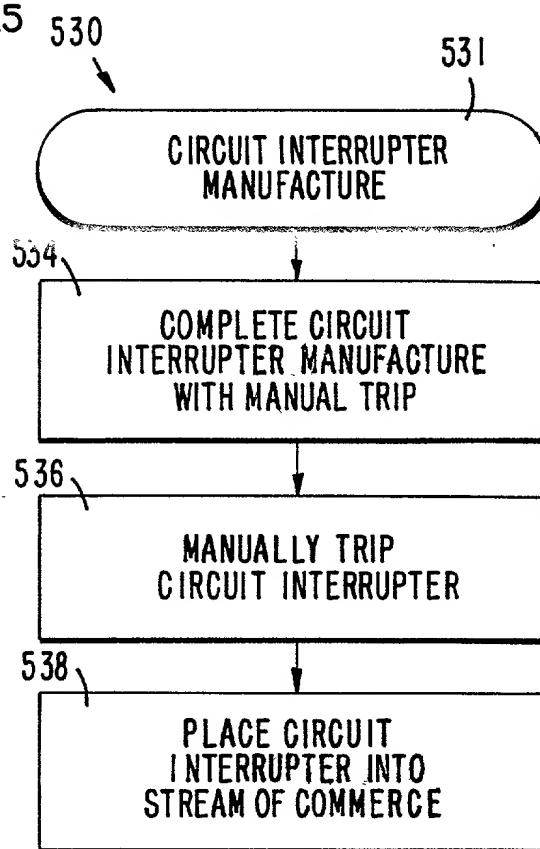 530
531
CIRCUIT INTERRUPTER
MANUFACTURE
534
COMPLETE CIRCUIT
INTERRUPTER MANUFACTURE
WITH MANUAL TRIP
536
MANUALLY TRIP
CIRCUIT INTERRUPTER
538
PLACE CIRCUIT
INTERRUPTER INTO
STREAM OF COMMERCE